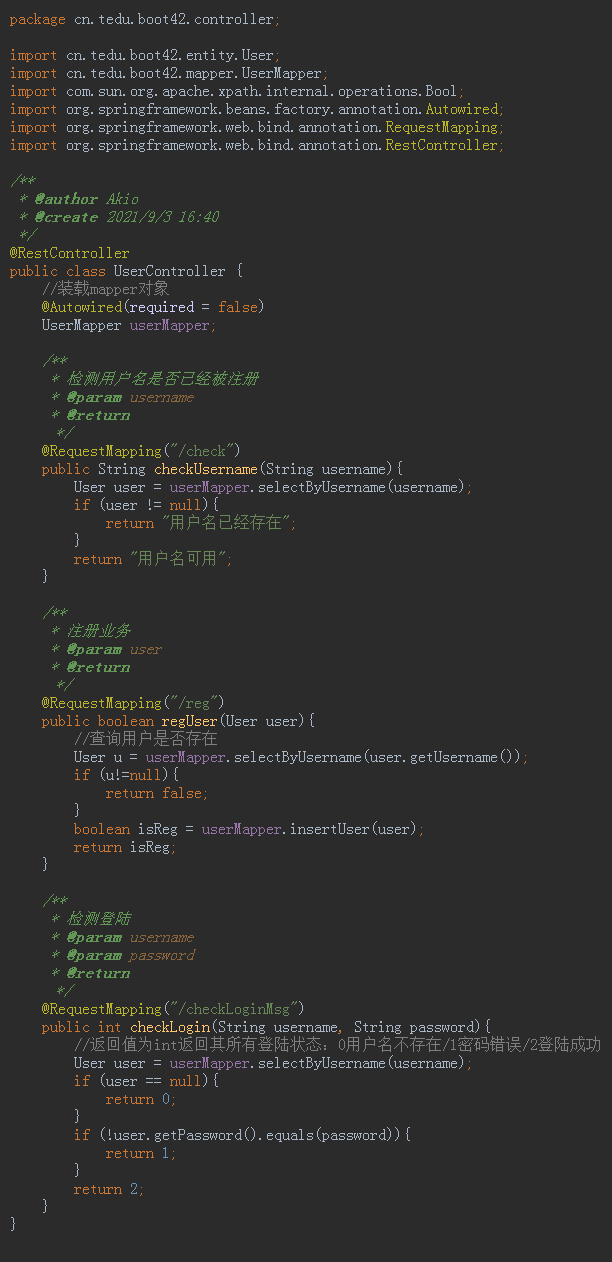 package cn.tedu.boot42.controller;
import cn.tedu.boot42.entity.User;
import cn.tedu.boot42.mapper.UserMapper;
import com.sun.org.apache.xpath.internal.operations.Bool;
import org.springframework.beans.factory.annotation.Autowired;
import org.springframework.web.bind.annotation.RequestMapping;
import org.springframework.web.bind.annotation.RestController;
/**
 * @author Akio
 * @create 2021/9/3 16:40
 */
@RestController
public class UserController {
    //装载mapper对象
    @Autowired(required = false)
    UserMapper userMapper;
    /**
     * 检测用户名是否已经被注册
     * @param username
     * @return
     */
    @RequestMapping("/check")
    public String checkUsername(String username){
        User user = userMapper.selectByUsername(username);
        if (user != null){
            return "用户名已经存在";
        }
        return "用户名可用";
    }
    /**
     * 注册业务
     * @param user
     * @return
     */
    @RequestMapping("/reg")
    public boolean regUser(User user){
        //查询用户是否存在
        User u = userMapper.selectByUsername(user.getUsername());
        if (u!=null){
            return false;
        }
        boolean isReg = userMapper.insertUser(user);
        return isReg;
    }
    /**
     * 检测登陆
     * @param username
     * @param password
     * @return
     */
    @RequestMapping("/checkLoginMsg")
    public int checkLogin(String username, String password){
        //返回值为int返回其所有登陆状态：0用户名不存在/1密码错误/2登陆成功
        User user = userMapper.selectByUsername(username);
        if (user == null){
            return 0;
        }
        if (!user.getPassword().equals(password)){
            return 1;
        }
        return 2;
    }
}